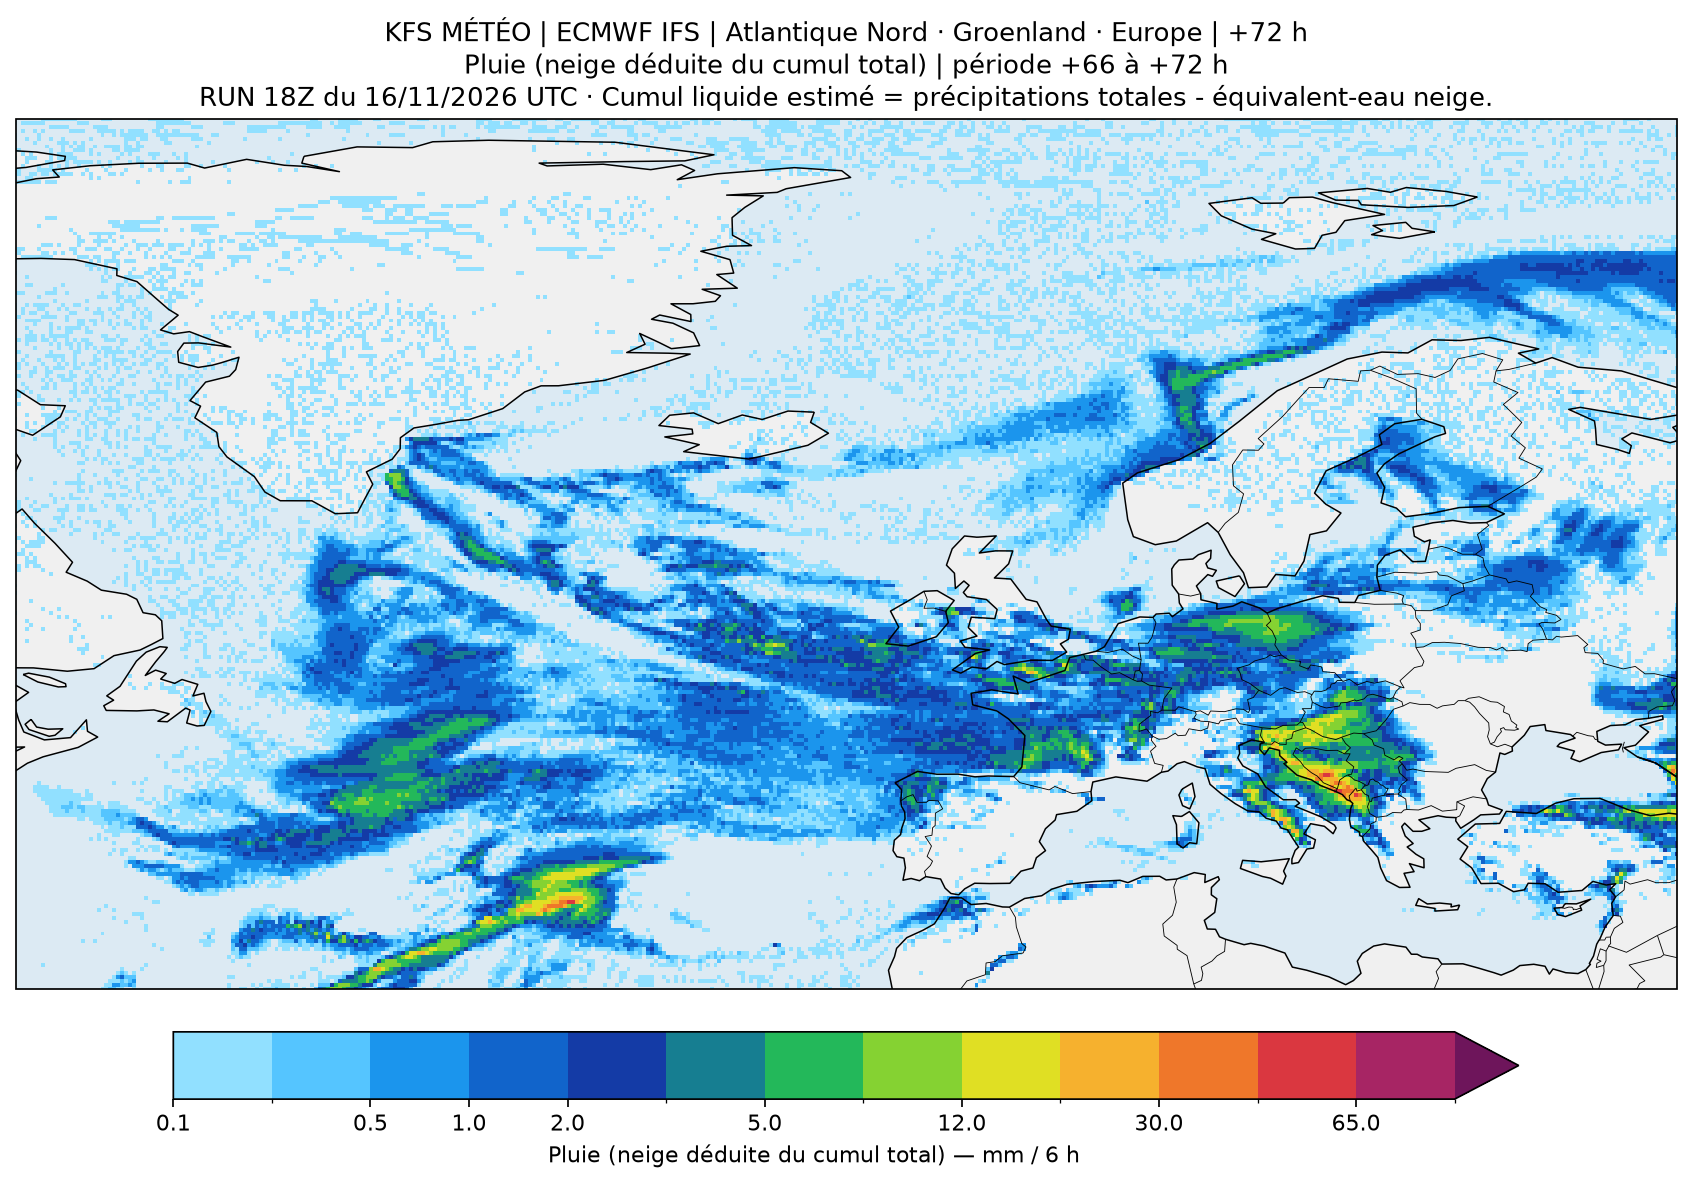 KFS MÉTÉO | ECMWF IFS | Atlantique Nord · Groenland · Europe | +72 h
Pluie (neige déduite du cumul total) | période +66 à +72 h
RUN 18Z du 16/11/2026 UTC · Cumul liquide estimé = précipitations totales - équivalent-eau neige.
0.1 0.5 1.0 2.0 5.0 12.0 30.0 65.0
Pluie (neige déduite du cumul total) — mm / 6 h